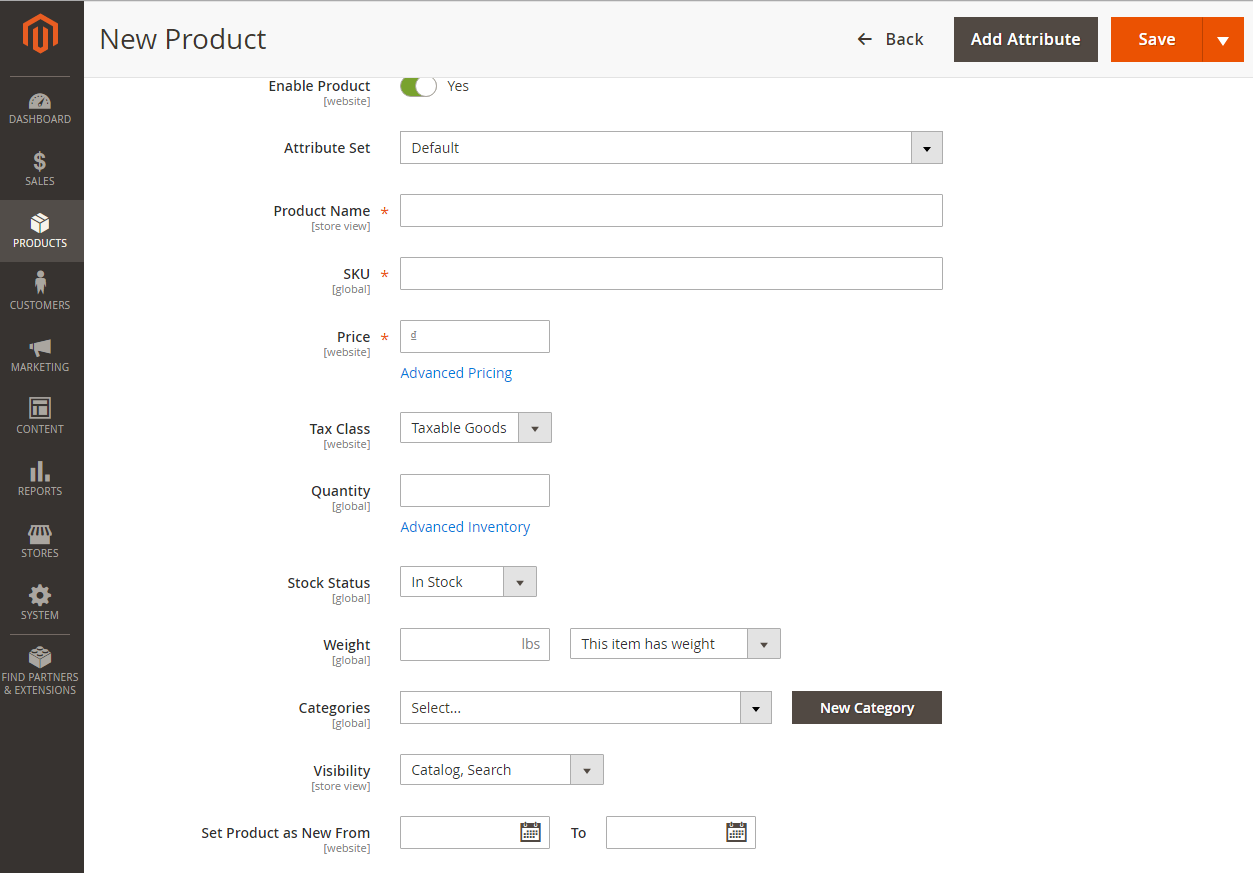 New Product
Back
Add Attribute
Save
DASHBOARD
SALES
PRODUCTS
CUSTOMERS
MARKETING
CONTENT
REPORTS
STORES
SYSTEM
FIND PARTNERS
& EXTENSIONS
Enable Product
[website]
Yes
Attribute Set
Default
Product Name *
[store view]
SKU *
[global]
Price *
[website]
₫
Advanced Pricing
Tax Class
[website]
Taxable Goods
Quantity
[global]
Advanced Inventory
Stock Status
[global]
In Stock
Weight
[global]
lbs
This item has weight
Categories
[global]
Select...
New Category
Visibility
[store view]
Catalog, Search
Set Product as New From
[website]
To